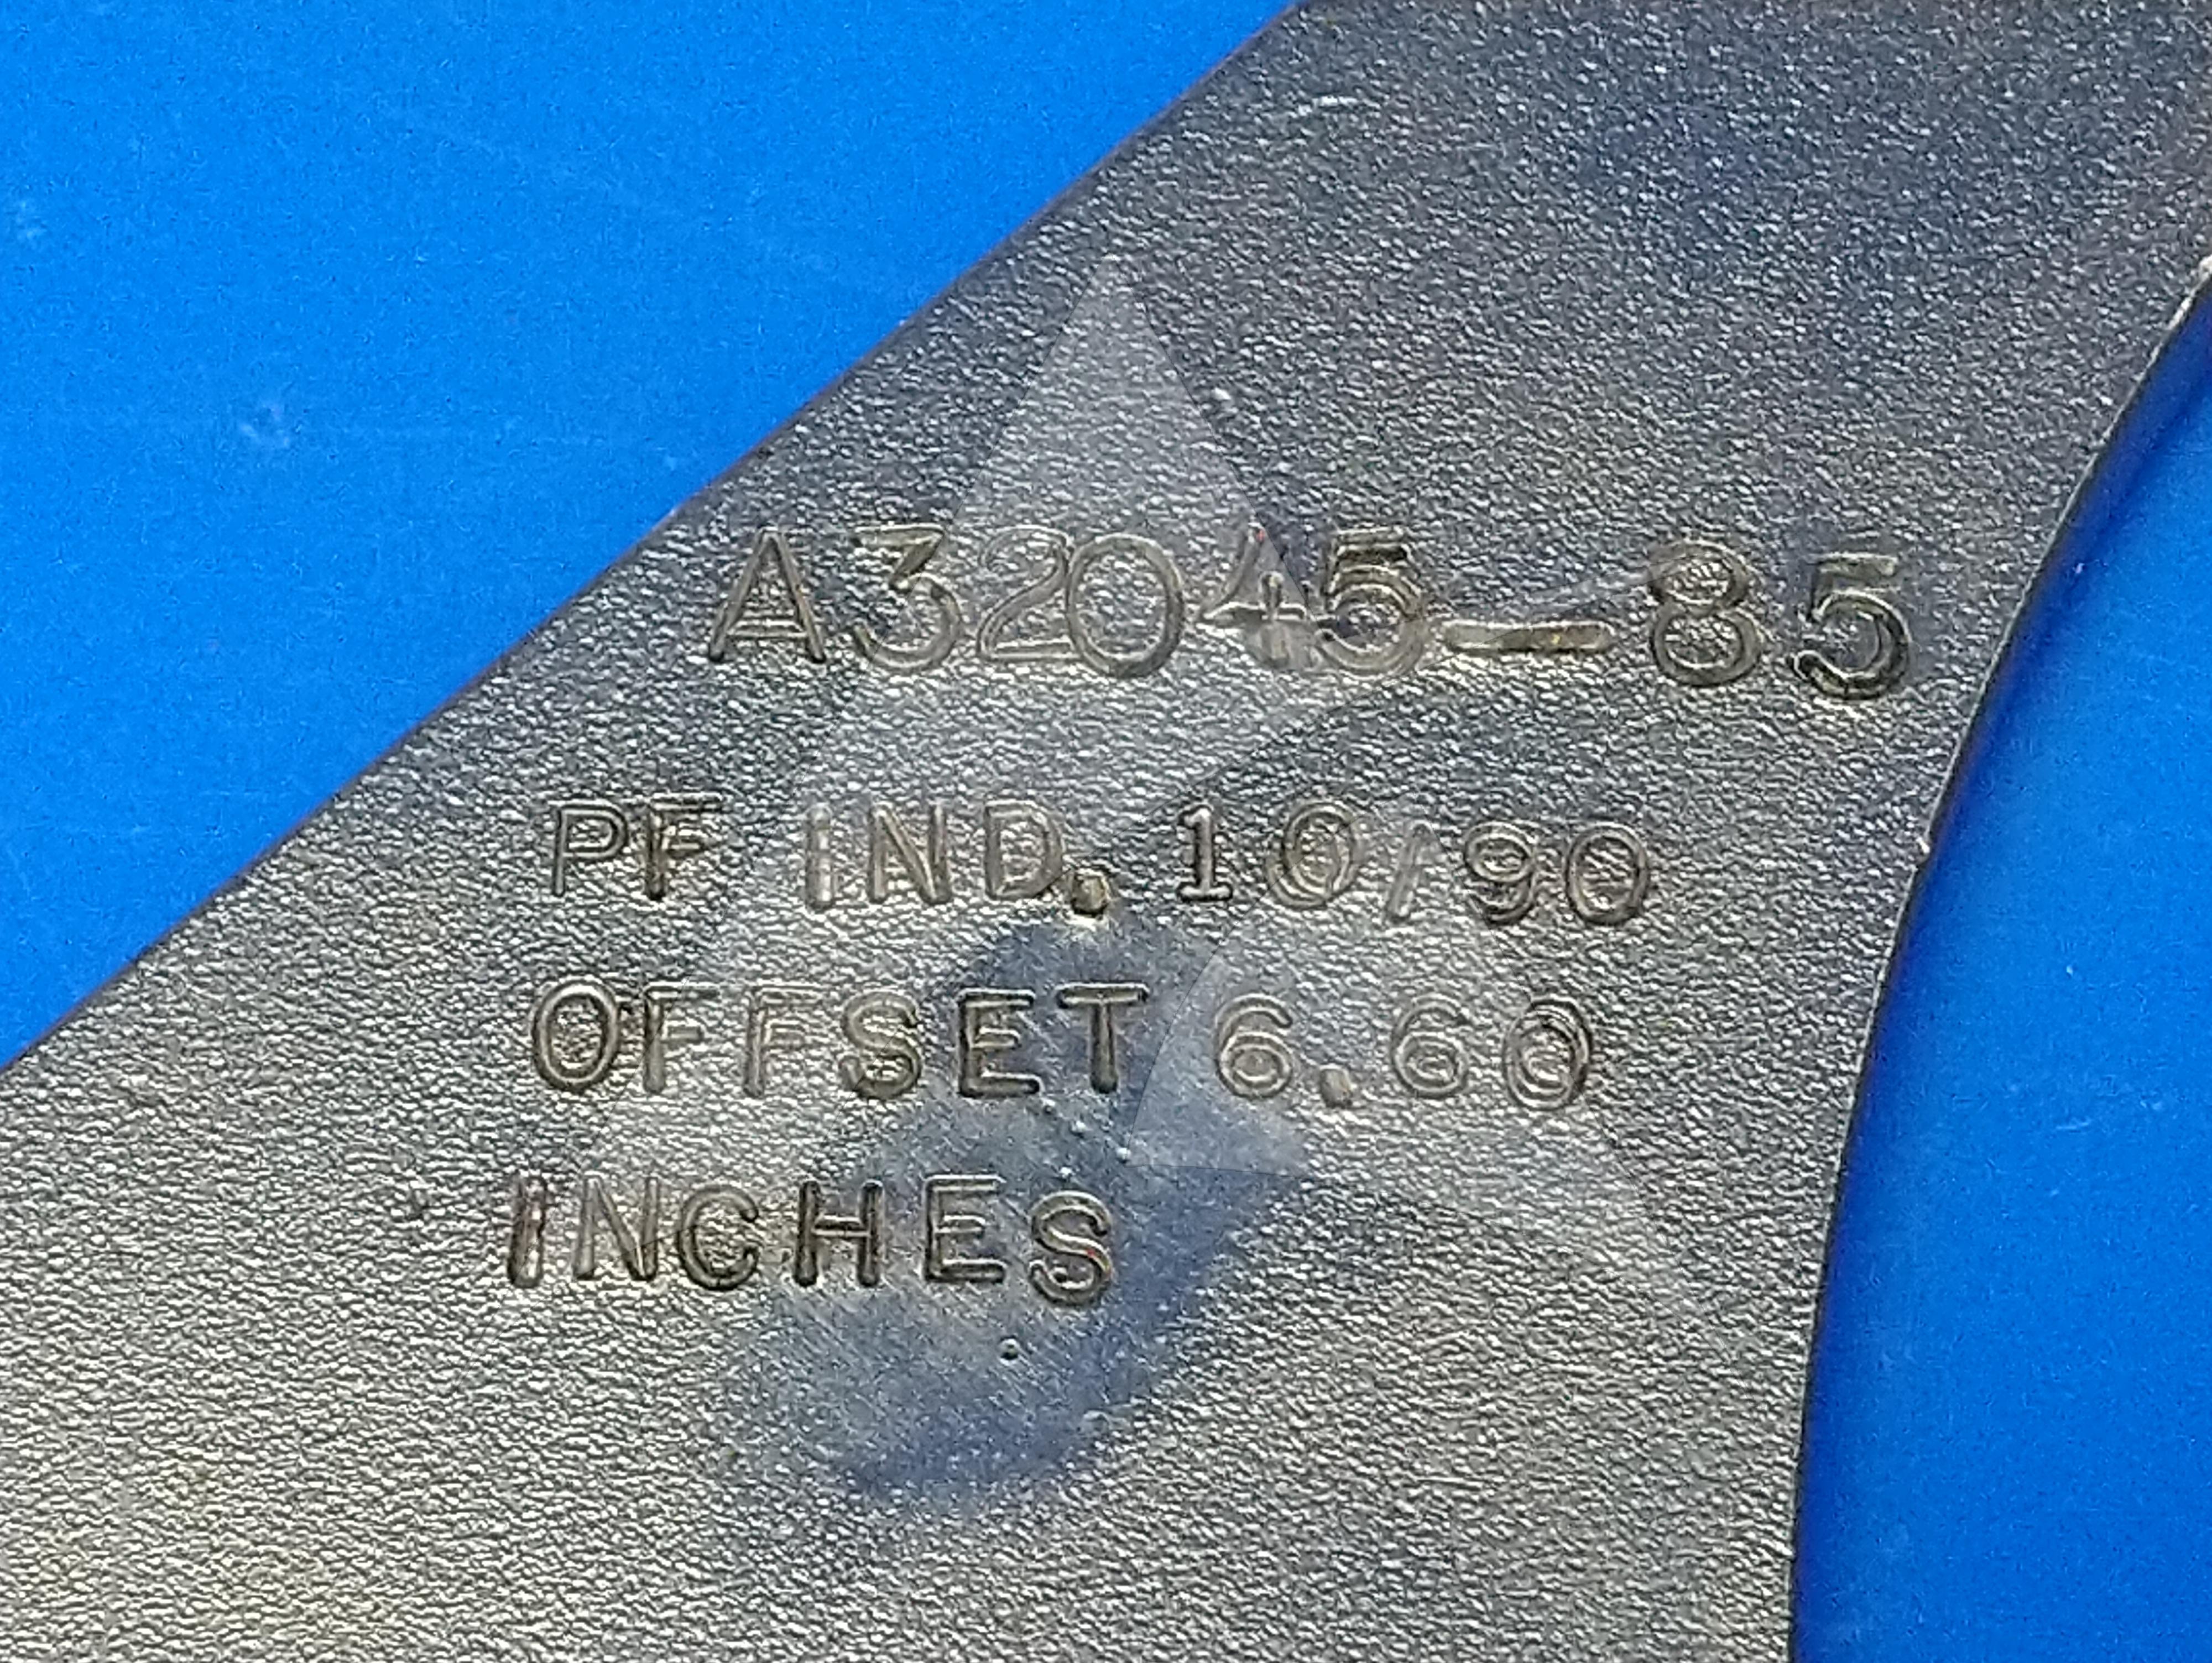 A32045-85
PF IND. 10/90
OFFSET 6.60
INCHES